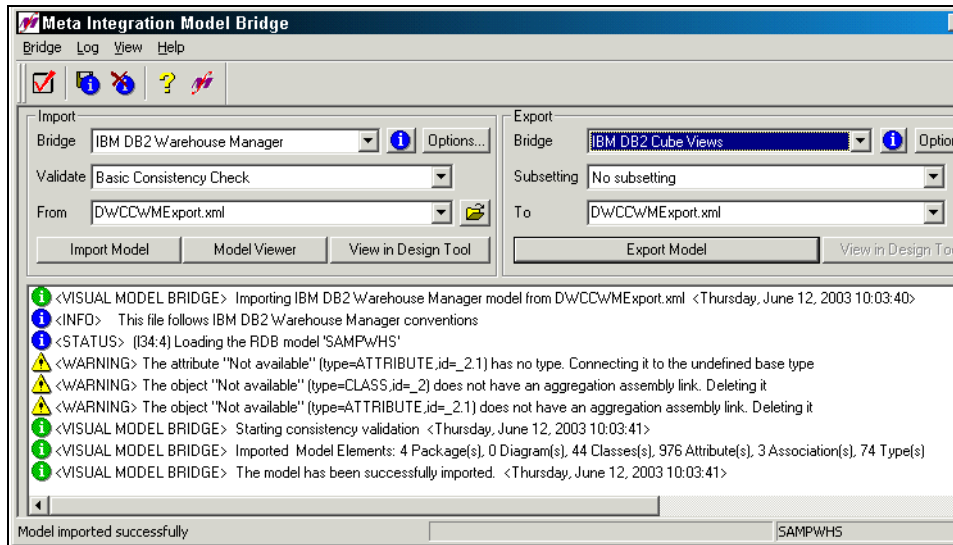 Meta Integration Model Bridge
Bridge Log View Help
Import
Bridge IBM DB2 Warehouse Manager Options...
Validate Basic Consistency Check
From DWCCWMExport.xml
Import Model Model Viewer View in Design Tool
Export
Bridge IBM DB2 Cube Views Optio
Subsetting No subsetting
To DWCCWMExport.xml
Export Model View in Design To
<VISUAL MODEL BRIDGE> Importing IBM DB2 Warehouse Manager model from DWCCWMExport.xml <Thursday, June 12, 2003 10:03:40>
<INFO> This file follows IBM DB2 Warehouse Manager conventions
<STATUS> (I34:4) Loading the RDB model 'SAMPWHS'
<WARNING> The attribute "Not available" (type=ATTRIBUTE,id=_2.1) has no type. Connecting it to the undefined base type
<WARNING> The object "Not available" (type=CLASS,id=_2) does not have an aggregation assembly link. Deleting it
<WARNING> The object "Not available" (type=ATTRIBUTE,id=_2.1) does not have an aggregation assembly link. Deleting it
<VISUAL MODEL BRIDGE> Starting consistency validation <Thursday, June 12, 2003 10:03:41>
<VISUAL MODEL BRIDGE> Imported Model Elements: 4 Package(s), 0 Diagram(s), 44 Classes(s), 976 Attribute(s), 3 Association(s), 74 Type(s)
<VISUAL MODEL BRIDGE> The model has been successfully imported. <Thursday, June 12, 2003 10:03:41>
Model imported successfully SAMPWHS